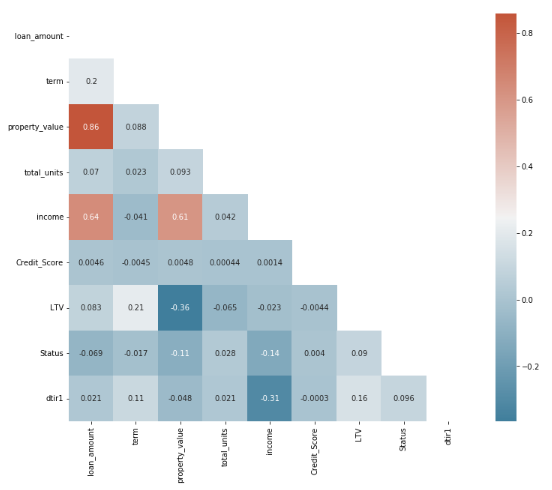 loan_amount
term 0.2
property_value 0.86 0.088
total_units 0.07 0.023 0.093
income 0.64 -0.041 0.61 0.042
Credit_Score 0.0046 -0.0045 0.0048 0.00044 0.0014
LTV 0.083 0.21 -0.36 -0.065 -0.023 -0.0044
Status -0.069 -0.017 -0.11 0.028 -0.14 0.004 0.09
dtir1 0.021 0.11 -0.048 0.021 -0.31 -0.0003 0.16 0.096
loan_amount term property_value total_units income Credit_Score LTV Status dtir1
0.8
0.6
0.4
0.2
0.0
−0.2